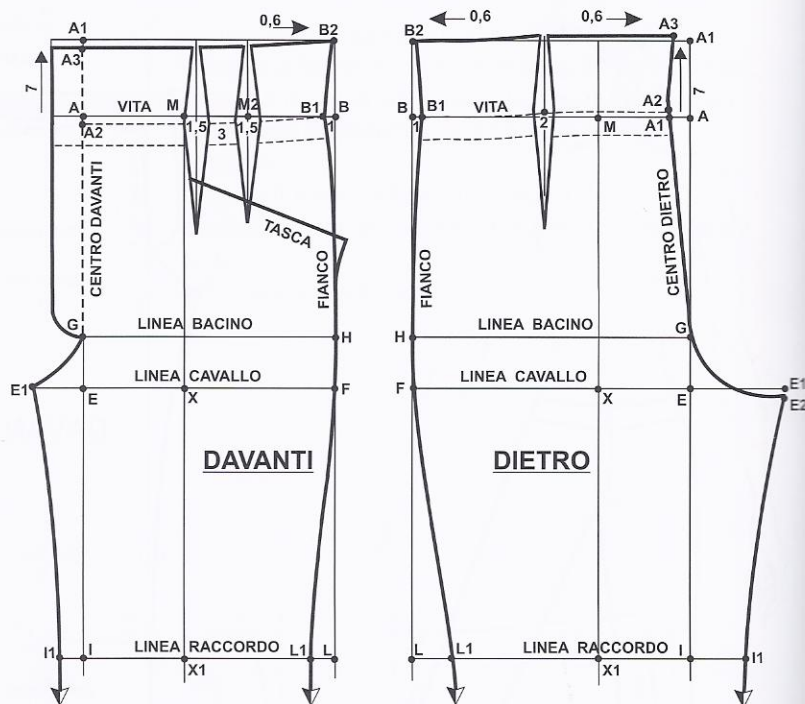 0,6
A1
B2
A3
7
A
VITA
M
M2
B1
B
A2
1,5
3
1,5
1
CENTRO DAVANTI
TASCA
FIANCO
G
LINEA BACINO
H
E1
LINEA CAVALLO
E
X
F
DAVANTI
I1
I
LINEA RACCORDO
L1
L
X1
0,6
0,6
A3
B2
A1
7
B
B1
VITA
2
A2
M
A1
A
1
CENTRO DIETRO
FIANCO
H
LINEA BACINO
G
F
LINEA CAVALLO
X
E
E1
E2
DIETRO
L
L1
LINEA RACCORDO
I
I1
X1